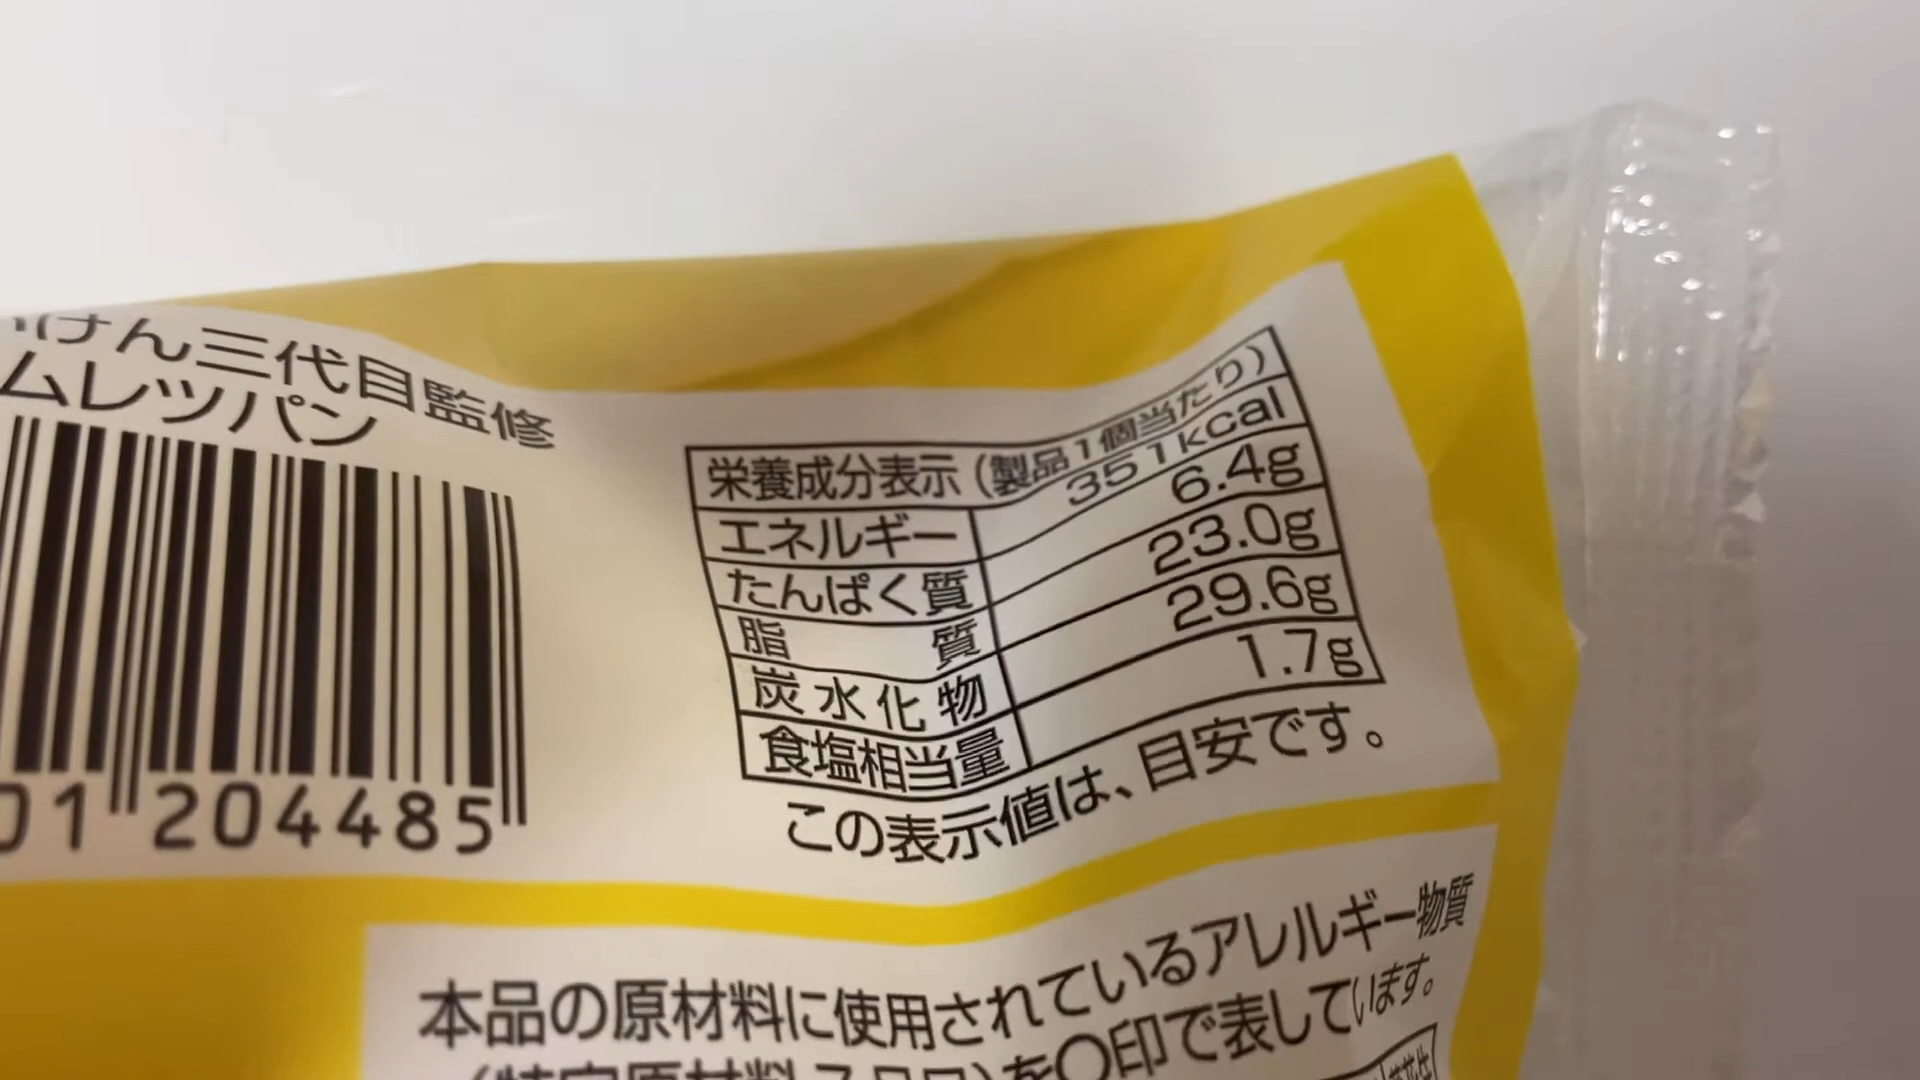 けん三代目監修
ムレツパン
01 204485
栄養成分表示(製品1個当たり)
エネルギー 351kcal
たんぱく質 6.4g
脂質 23.0g
炭水化物 29.6g
食塩相当量 1.7g
この表示値は、目安です。
本品の原材料に使用されているアレルギー物質
を〇印で表しています。